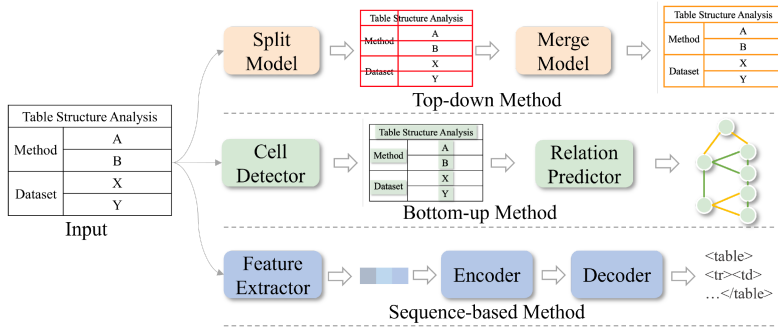 Table Structure Analysis
Method
A
B
Dataset
X
Y
Input
Split
Model
Table Structure Analysis
Method
A
B
Dataset
X
Y
Merge
Model
Table Structure Analysis
Method
A
B
Dataset
X
Y
Top-down Method
Cell
Detector
Table Structure Analysis
Method
A
B
Dataset
X
Y
Relation
Predictor
Bottom-up Method
Feature
Extractor
Encoder
Decoder
<table>
<tr><td>
…</table>
Sequence-based Method